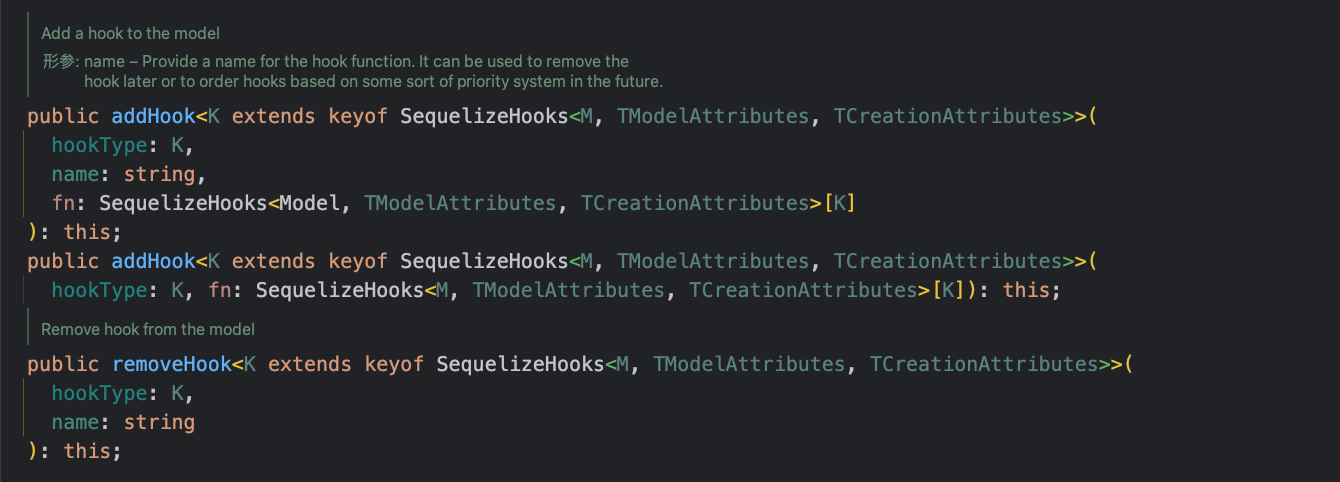 Add a hook to the model
形参: name – Provide a name for the hook function. It can be used to remove the
hook later or to order hooks based on some sort of priority system in the future.
public addHook<K extends keyof SequelizeHooks<M, TModelAttributes, TCreationAttributes>>(
  hookType: K,
  name: string,
  fn: SequelizeHooks<Model, TModelAttributes, TCreationAttributes>[K]
): this;
public addHook<K extends keyof SequelizeHooks<M, TModelAttributes, TCreationAttributes>>(
  hookType: K, fn: SequelizeHooks<M, TModelAttributes, TCreationAttributes>[K]): this;
Remove hook from the model
public removeHook<K extends keyof SequelizeHooks<M, TModelAttributes, TCreationAttributes>>(
  hookType: K,
  name: string
): this;